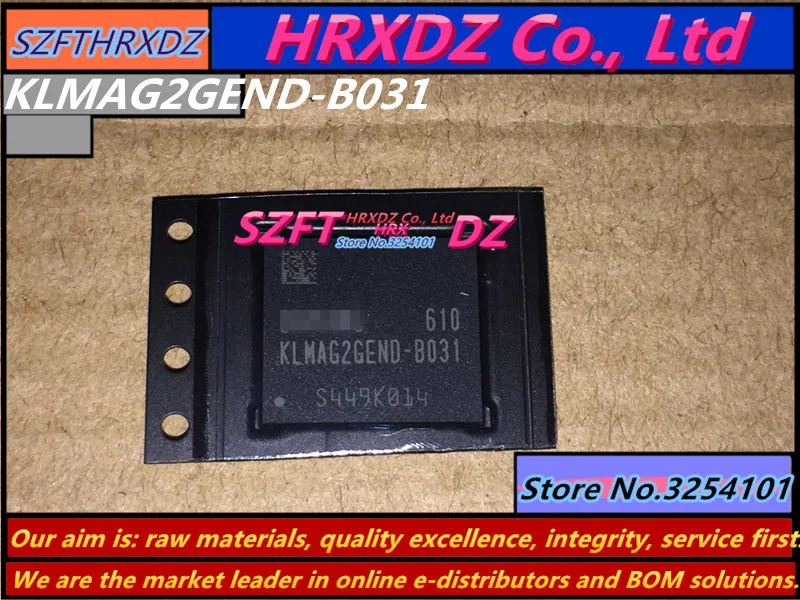 SZFTHRXDZ
HRXDZ Co., Ltd
KLMAG2GEND-B031
SZFT
HRXDZ Co., Ltd
HRX
Store No.3254101
DZ
610
KLMAG2GEND-B031
S449K014
Store No.3254101
Our aim is: raw materials, quality excellence, integrity, service first.
We are the market leader in online e-distributors and BOM solutions.